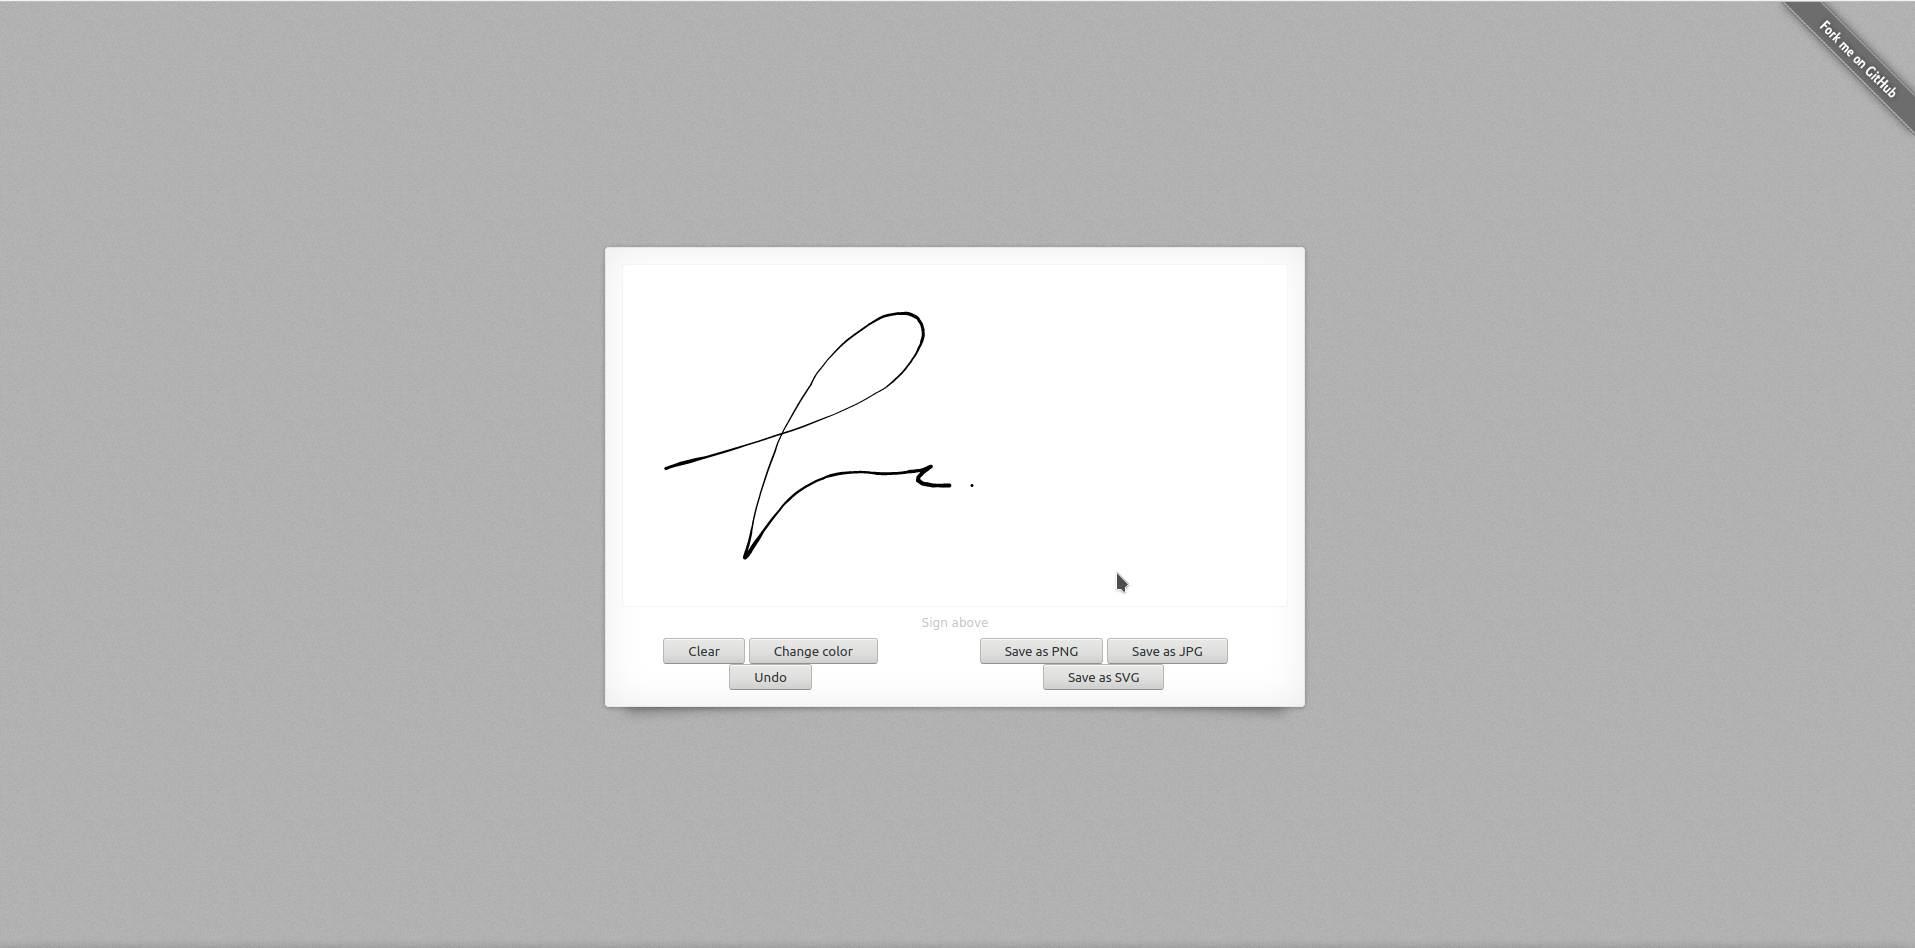 Fork me on GitHub
Sign above
Clear
Change color
Undo
Save as PNG
Save as JPG
Save as SVG